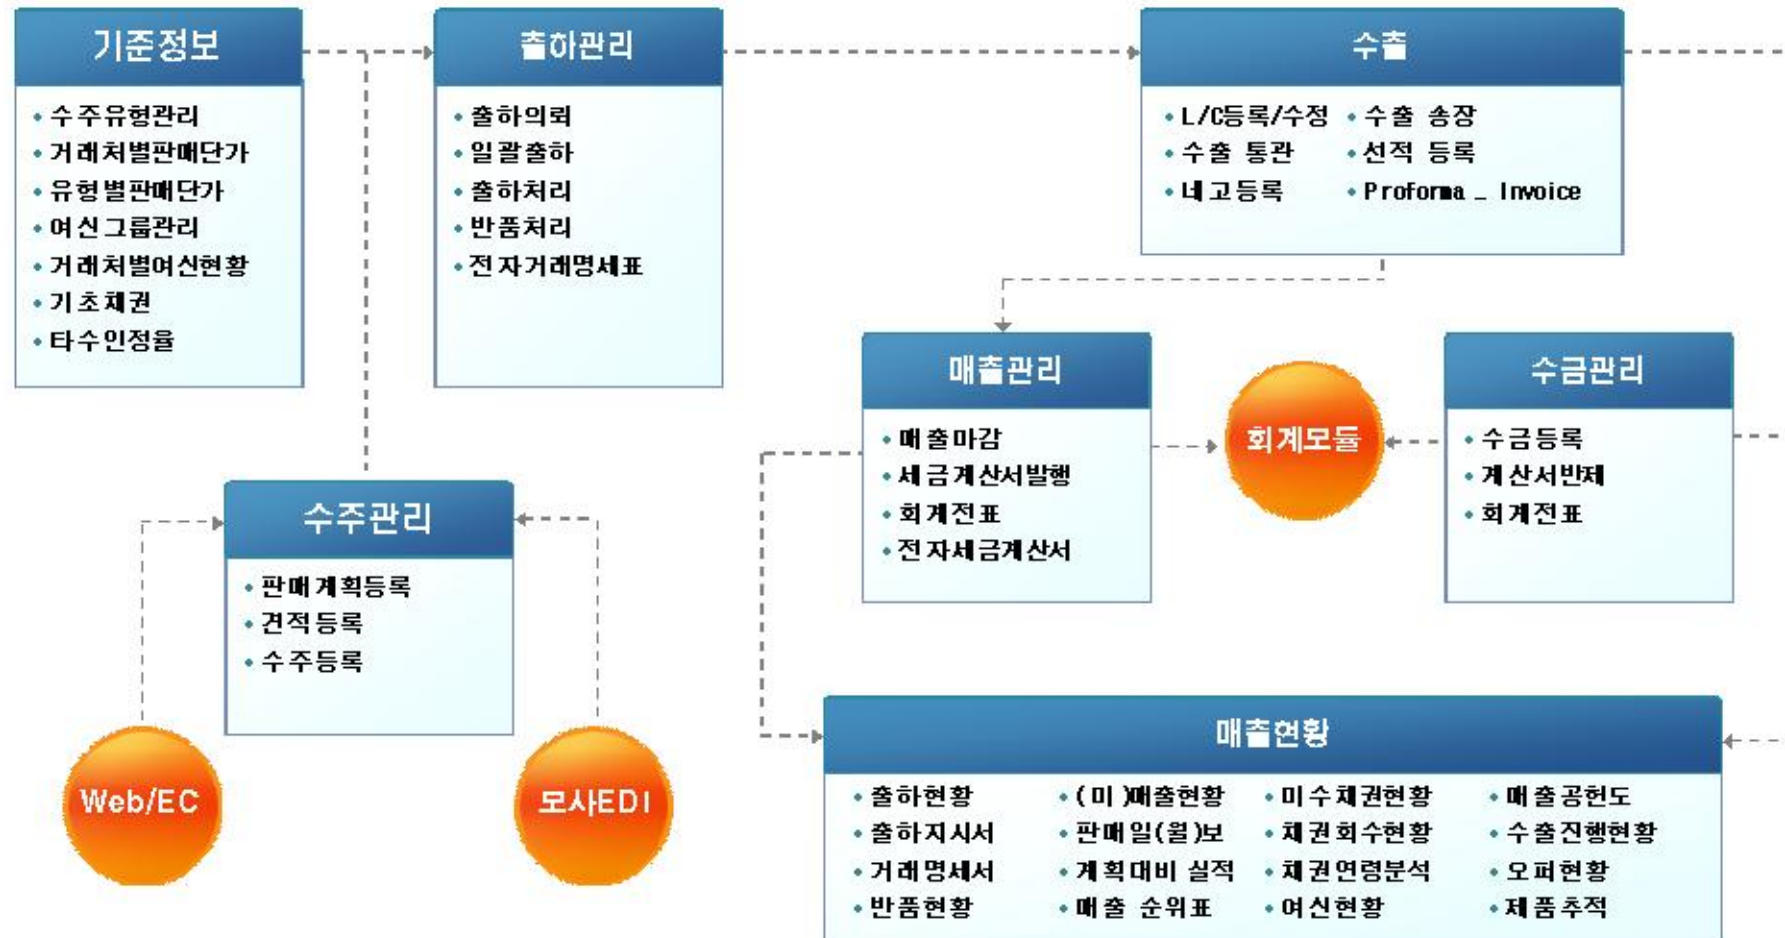 기준정보
수주유형관리
거래처별판매단가
유형별판매단가
여신그룹관리
거래처별여신현황
기초채권
타수인정율
출하관리
출하의뢰
일괄출하
출하처리
반품처리
전자거래명세표
수출
L/C등록/수정
수출 송장
수출 통관
선적 등록
네고등록
Proforma _ Invoice
매출관리
매출마감
세금계산서발행
회계전표
전자세금계산서
회계모듈
수금관리
수금등록
계산서반제
회계전표
수주관리
판매계획등록
견적등록
수주등록
Web/EC
모사EDI
매출현황
출하현황
(미)매출현황
미수채권현황
매출공헌도
출하지시서
판매일(월)보
채권회수현황
수출진행현황
거래명세서
계획대비 실적
채권연령분석
오퍼현황
반품현황
매출 순위표
여신현황
제품추적